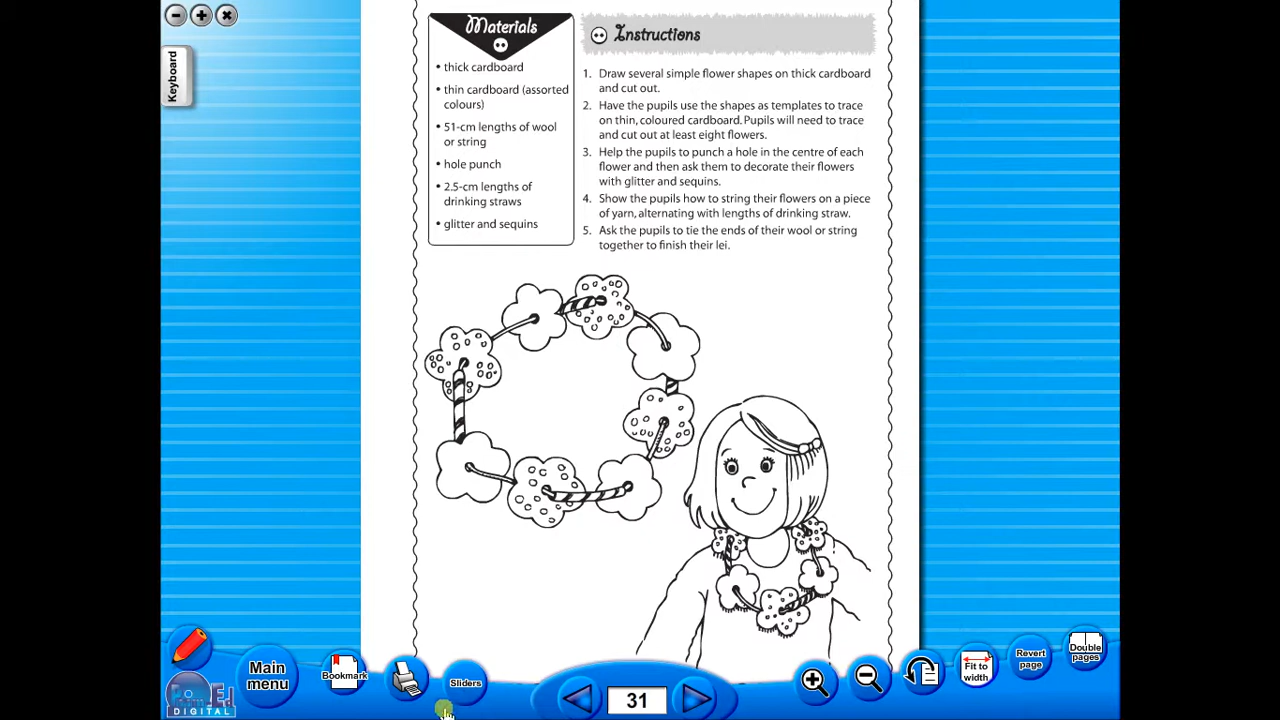 Keyboard
Materials
• thick cardboard
• thin cardboard (assorted
colours)
• 51-cm lengths of wool
or string
• hole punch
• 2.5-cm lengths of
drinking straws
• glitter and sequins
Instructions
1. Draw several simple flower shapes on thick cardboard
and cut out.
2. Have the pupils use the shapes as templates to trace
on thin, coloured cardboard. Pupils will need to trace
and cut out at least eight flowers.
3. Help the pupils to punch a hole in the centre of each
flower and then ask them to decorate their flowers
with glitter and sequins.
4. Show the pupils how to string their flowers on a piece
of yarn, alternating with lengths of drinking straw.
5. Ask the pupils to tie the ends of their wool or string
together to finish their lei.
Main
menu
Bookmark
Sliders
31
Fit to
width
Revert
page
Double
pages
DIGITAL